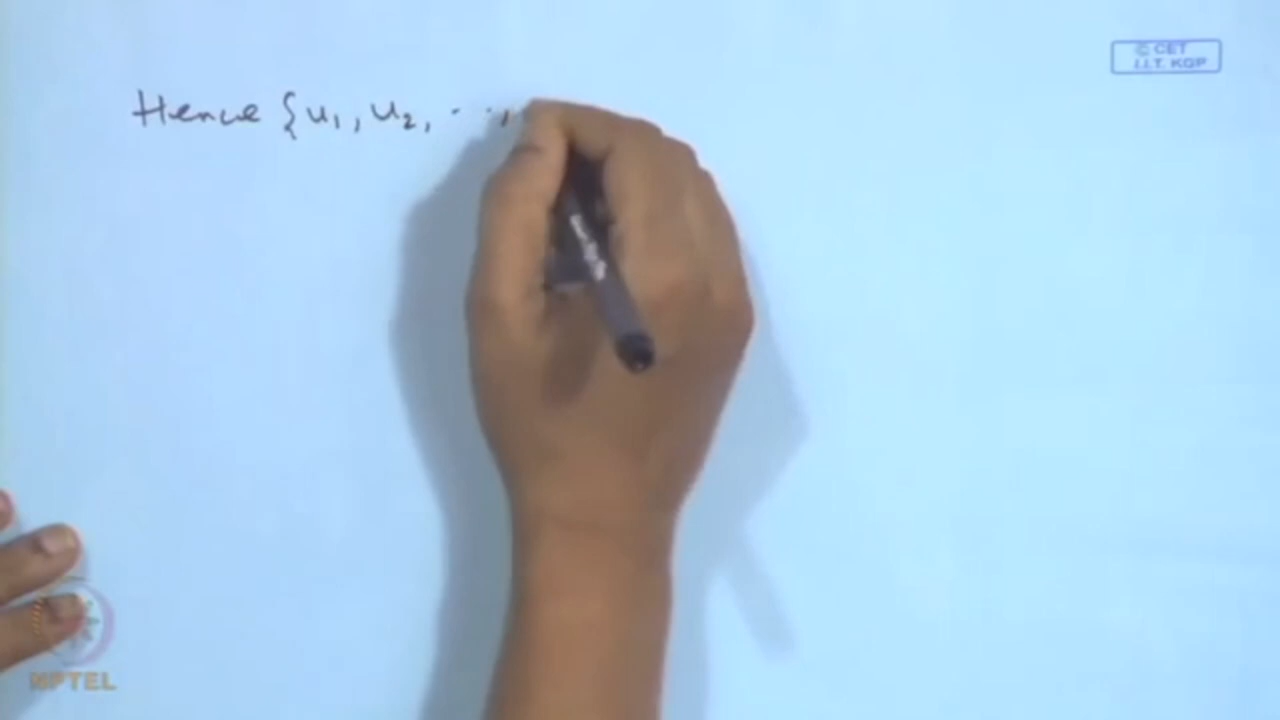 © CET
I.I.T. KGP
Hence {u₁, u₂, ...,
NPTEL